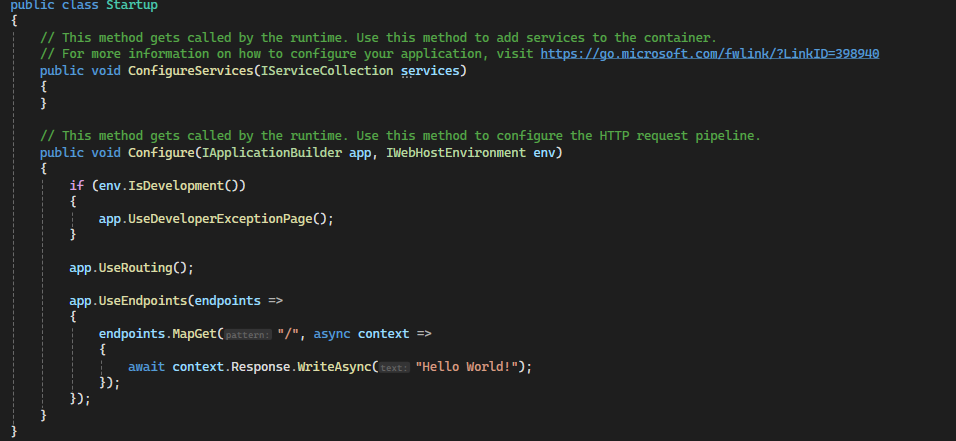 public class Startup
{
// This method gets called by the runtime. Use this method to add services to the container.
// For more information on how to configure your application, visit https://go.microsoft.com/fwlink/?LinkID=398940
public void ConfigureServices(IServiceCollection services)
{
}
// This method gets called by the runtime. Use this method to configure the HTTP request pipeline.
public void Configure(IApplicationBuilder app, IWebHostEnvironment env)
{
if (env.IsDevelopment())
{
app.UseDeveloperExceptionPage();
}
app.UseRouting();
app.UseEndpoints(endpoints =>
{
endpoints.MapGet(pattern: "/", async context =>
{
await context.Response.WriteAsync(text: "Hello World!");
});
});
}
}